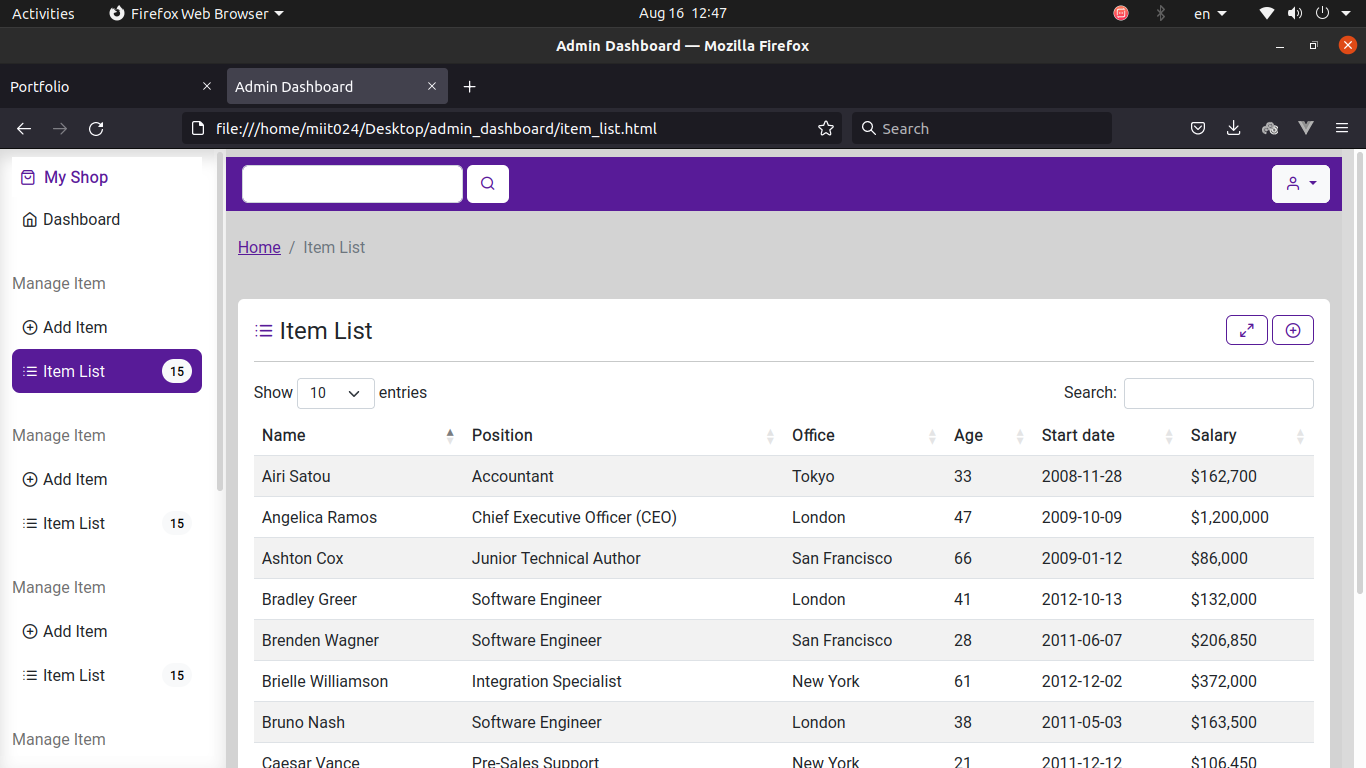 Activities Firefox Web Browser Aug 16 12:47 en
Admin Dashboard — Mozilla Firefox
Portfolio Admin Dashboard
file:///home/miit024/Desktop/admin_dashboard/item_list.html Search
My Shop
Dashboard
Manage Item
Add Item
Item List 15
Manage Item
Add Item
Item List 15
Manage Item
Add Item
Item List 15
Manage Item
Home / Item List
Item List
Show 10 entries Search:
Name Position Office Age Start date Salary
Airi Satou Accountant Tokyo 33 2008-11-28 $162,700
Angelica Ramos Chief Executive Officer (CEO) London 47 2009-10-09 $1,200,000
Ashton Cox Junior Technical Author San Francisco 66 2009-01-12 $86,000
Bradley Greer Software Engineer London 41 2012-10-13 $132,000
Brenden Wagner Software Engineer San Francisco 28 2011-06-07 $206,850
Brielle Williamson Integration Specialist New York 61 2012-12-02 $372,000
Bruno Nash Software Engineer London 38 2011-05-03 $163,500
Caesar Vance Pre-Sales Support New York 21 2011-12-12 $106,450